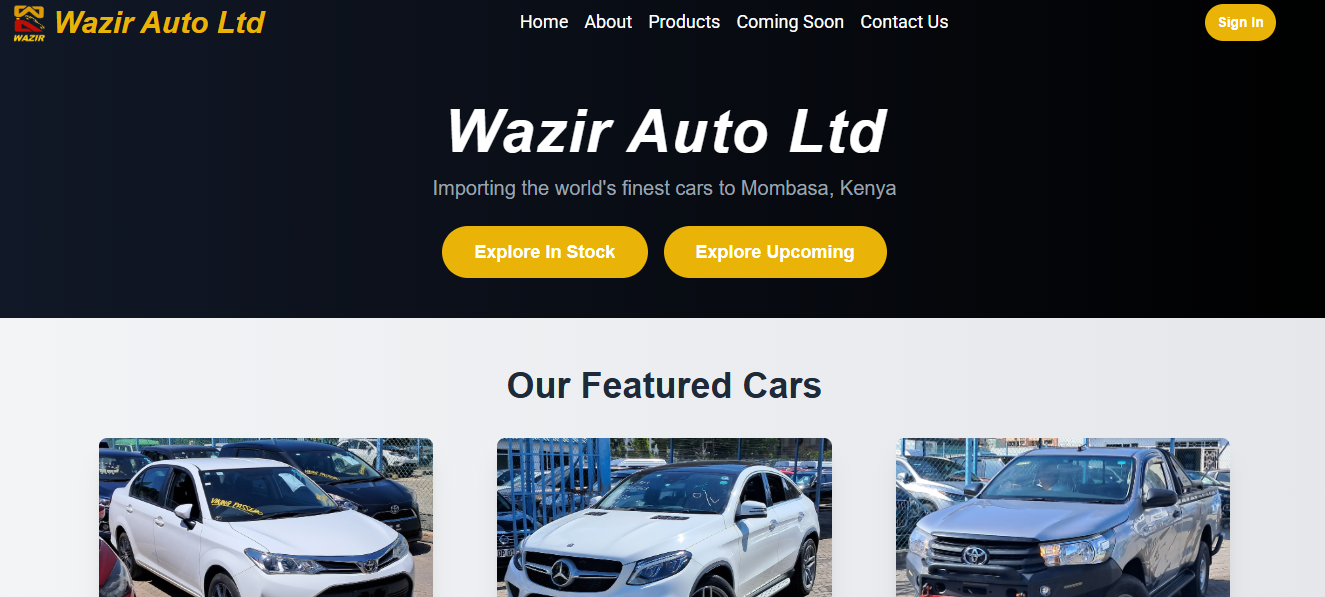 WAZIR
Wazir Auto Ltd
Home
About
Products
Coming Soon
Contact Us
Sign In
Wazir Auto Ltd
Importing the world's finest cars to Mombasa, Kenya
Explore In Stock
Explore Upcoming
Our Featured Cars